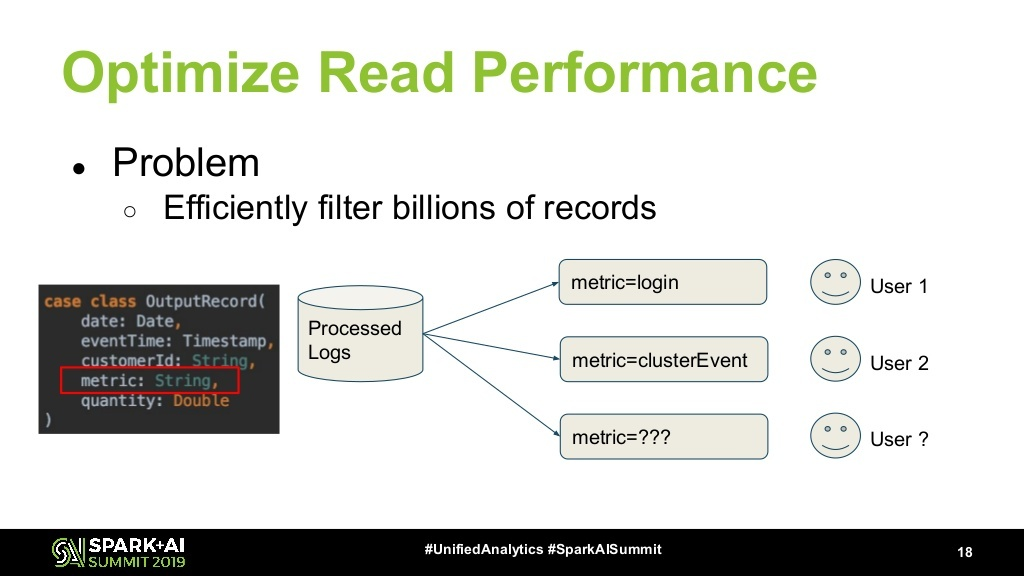 Optimize Read Performance
● Problem
○ Efficiently filter billions of records
case class OutputRecord(
date: Date,
eventTime: Timestamp,
customerId: String,
metric: String,
quantity: Double
)
Processed
Logs
metric=login
User 1
metric=clusterEvent
User 2
metric=???
User ?
SPARK+AI
SUMMIT 2019
#UnifiedAnalytics #SparkAISummit
18